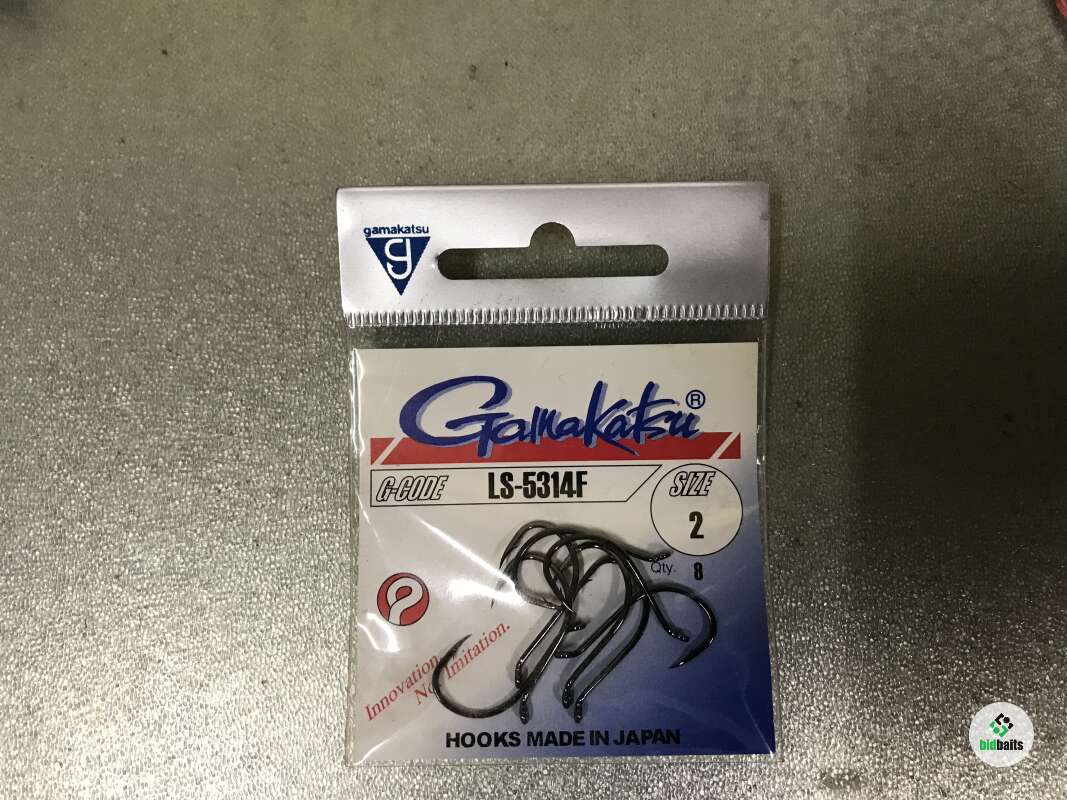 gamakatsu
g
Gamakatsu®
G-CODE LS-5314F
SIZE
2
Qty. 8
Innovation.
Not Imitation.
HOOKS MADE IN JAPAN
bidbaits